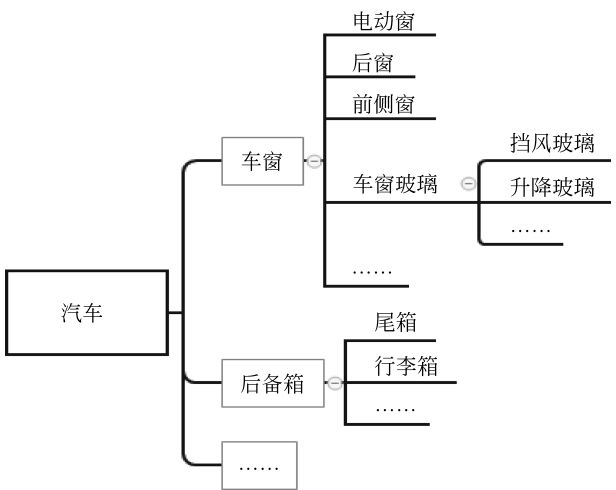 汽车
车窗
电动窗
后窗
前侧窗
车窗玻璃
挡风玻璃
升降玻璃
……
……
后备箱
尾箱
行李箱
……
……